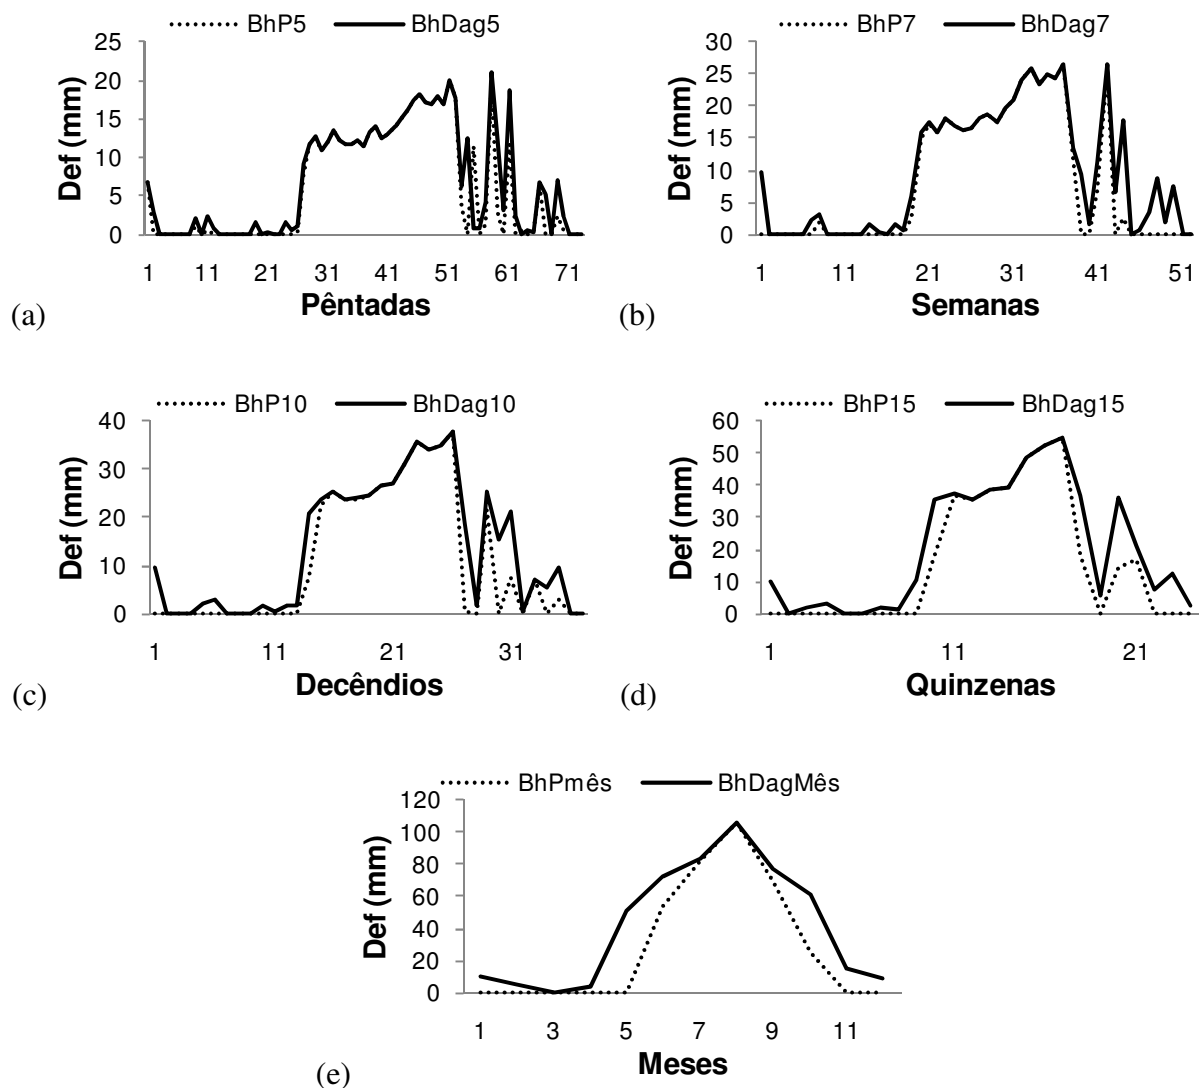 BhP5 BhDag5
25
20
15
10
5
0
Def (mm)
1 11 21 31 41 51 61 71
Pêntadas
(a)
BhP7 BhDag7
30
25
20
15
10
5
0
Def (mm)
1 11 21 31 41 51
Semanas
(b)
BhP10 BhDag10
40
30
20
10
0
Def (mm)
1 11 21 31
Decêndios
(c)
BhP15 BhDag15
60
50
40
30
20
10
0
Def (mm)
1 11 21
Quinzenas
(d)
BhPmês BhDagMês
120
100
80
60
40
20
0
Def (mm)
1 3 5 7 9 11
Meses
(e)